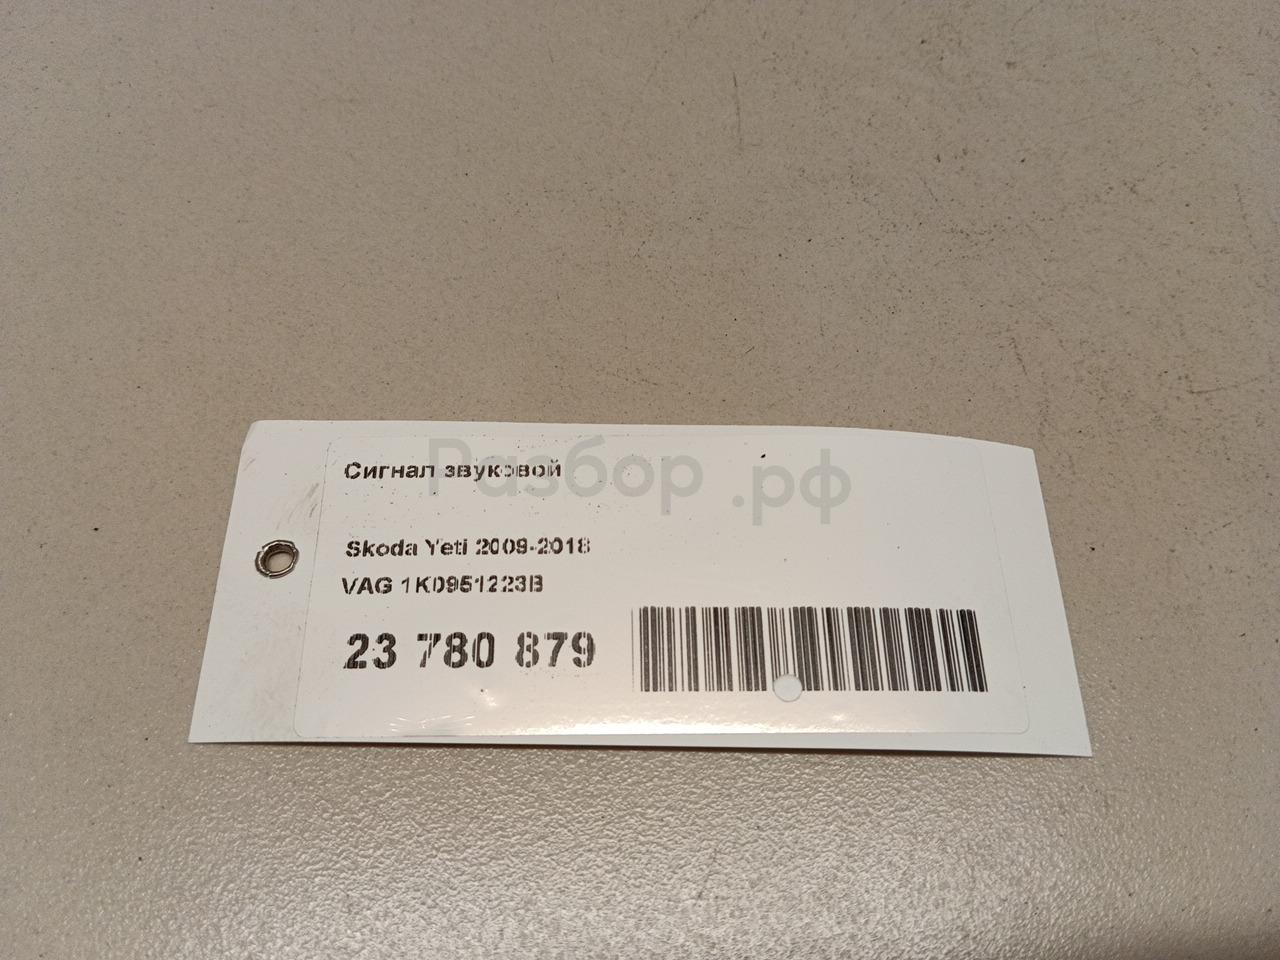 Разбор.рф
Сигнал звуковой
Skoda Yeti 2009-2018
VAG 1K0951223B
23 780 879